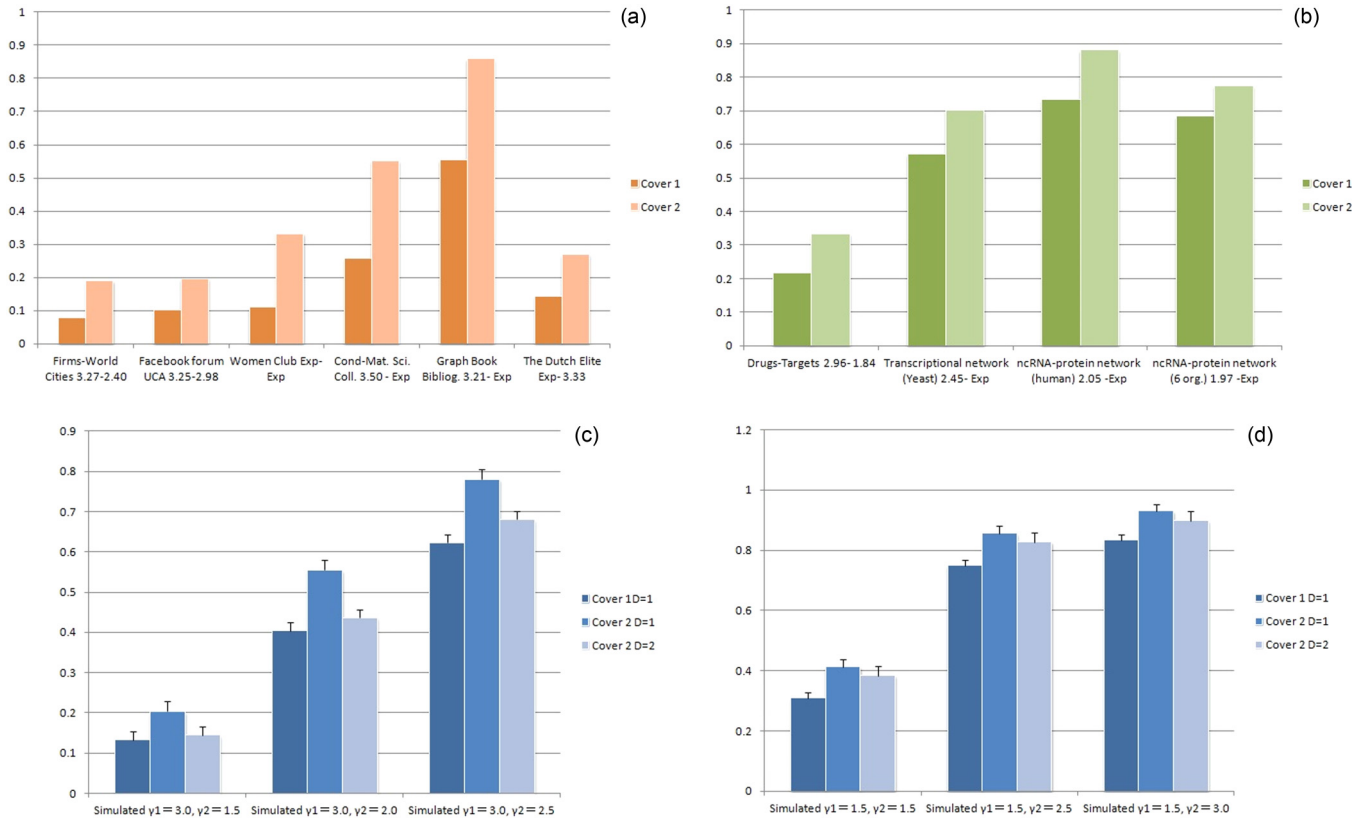 (a)
1
0.9
0.8
0.7
0.6
0.5
0.4
0.3
0.2
0.1
0
Firms-World
Cities 3.27-2.40
Facebook forum
UCA 3.25-2.98
Women Club Exp-
Exp
Cond-Mat. Sci.
Coll. 3.50 - Exp
Graph Book
Bibliog. 3.21- Exp
The Dutch Elite
Exp- 3.33
Cover 1
Cover 2
(b)
1
0.9
0.8
0.7
0.6
0.5
0.4
0.3
0.2
0.1
0
Drugs-Targets 2.96- 1.84
Transcriptional network
(Yeast) 2.45- Exp
ncRNA-protein network
(human) 2.05 -Exp
ncRNA-protein network
(6 org.) 1.97 -Exp
Cover 1
Cover 2
(c)
0.9
0.8
0.7
0.6
0.5
0.4
0.3
0.2
0.1
0
Simulated γ1 = 3.0, γ2 = 1.5
Simulated γ1 = 3.0, γ2 = 2.0
Simulated γ1 = 3.0, γ2 = 2.5
Cover 1D=1
Cover 2 D=1
Cover 2 D=2
(d)
1.2
1
0.8
0.6
0.4
0.2
0
Simulated γ1 = 1.5, γ2 = 1.5
Simulated γ1 = 1.5, γ2 = 2.5
Simulated γ1 = 1.5, γ2 = 3.0
Cover 1 D=1
Cover 2 D=1
Cover 2 D=2